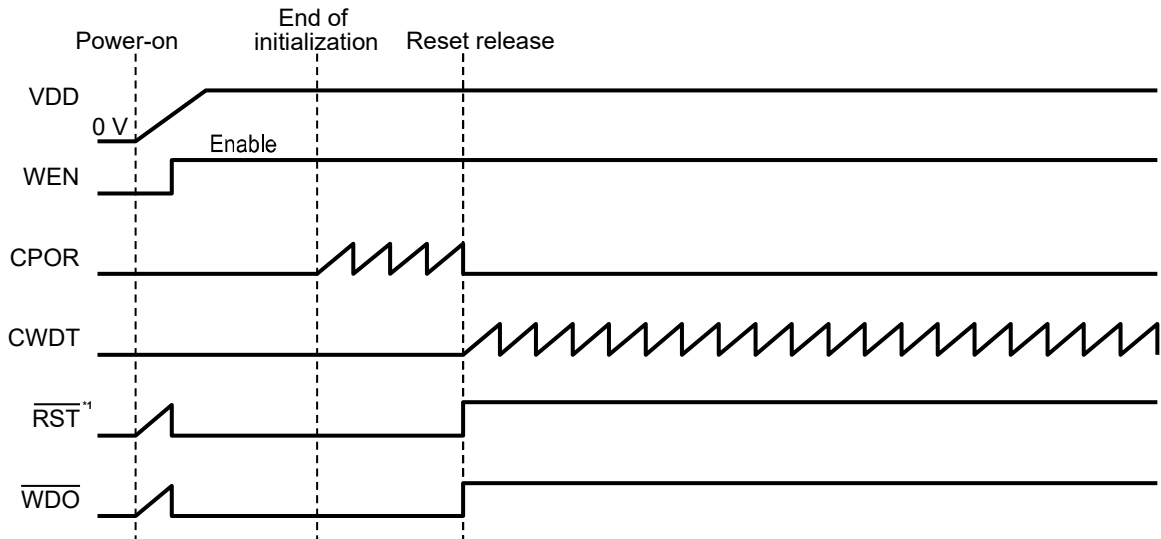 End of
Power-on initialization Reset release
VDD
0 V
Enable
WEN
CPOR
CWDT
RST *1
WDO